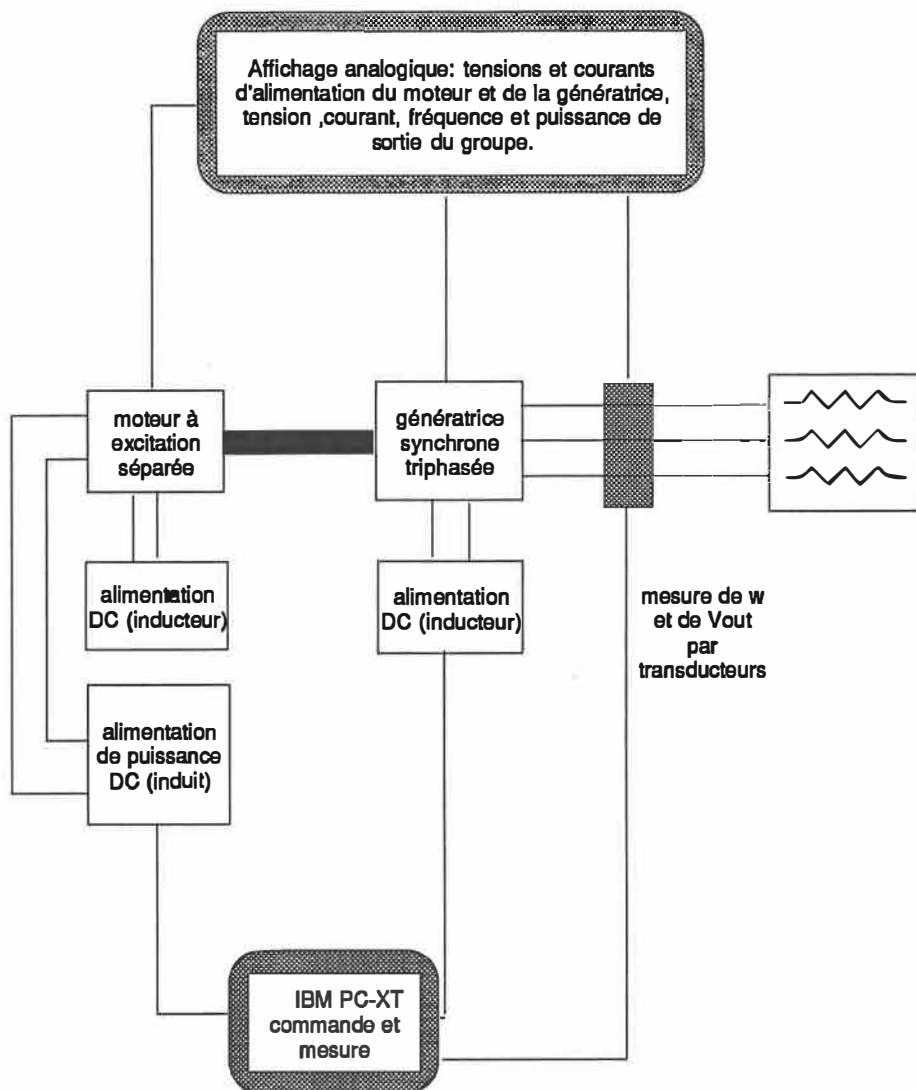 Affichage analogique: tensions et courants
d'alimentation du moteur et de la génératrice,
tension ,courant, fréquence et puissance de
sortie du groupe.
moteur à
excitation
séparée
génératrice
synchrone
triphasée
alimentation
DC (inducteur)
alimentation
DC (inducteur)
mesure de w
et de Vout
par
transducteurs
alimentation
de puissance
DC (induit)
IBM PC-XT
commande et
mesure